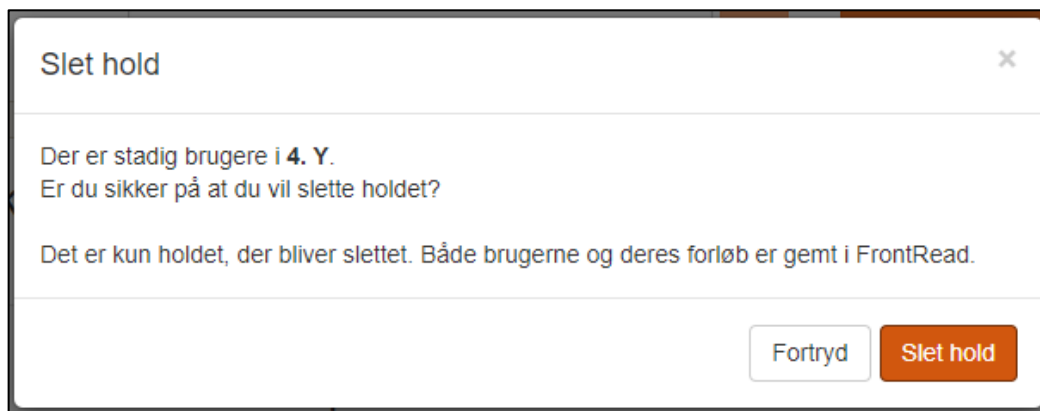 Slet hold
×
Der er stadig brugere i 4. Y.
Er du sikker på at du vil slette holdet?
Det er kun holdet, der bliver slettet. Både brugerne og deres forløb er gemt i FrontRead.
Fortryd
Slet hold